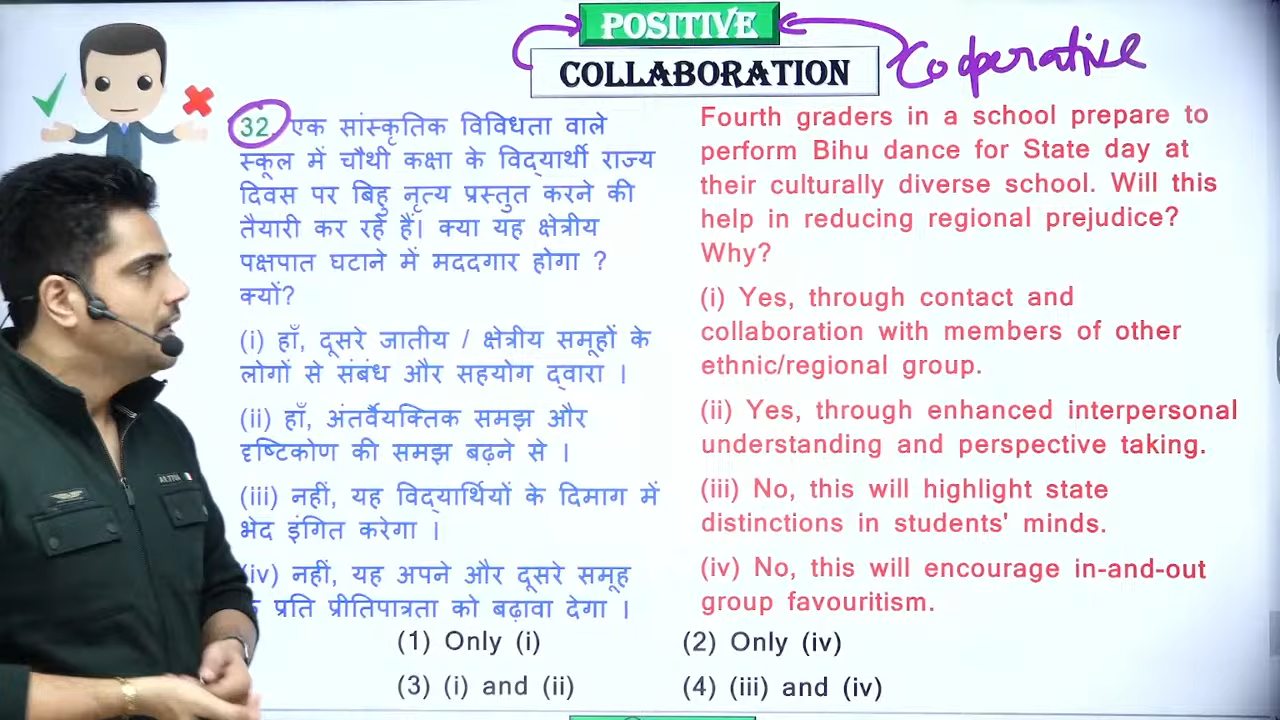 POSITIVE
COLLABORATION
Cooperative
32. एक सांस्कृतिक विविधता वाले
स्कूल में चौथी कक्षा के विद्यार्थी राज्य
दिवस पर बिहु नृत्य प्रस्तुत करने की
तैयारी कर रहे हैं। क्या यह क्षेत्रीय
पक्षपात घटाने में मददगार होगा ?
क्यों?
(i) हाँ, दूसरे जातीय / क्षेत्रीय समूहों के
लोगों से संबंध और सहयोग द्वारा ।
(ii) हाँ, अंतर्वैयक्तिक समझ और
दृष्टिकोण की समझ बढ़ने से ।
(iii) नहीं, यह विद्यार्थियों के दिमाग में
भेद इंगित करेगा ।
(iv) नहीं, यह अपने और दूसरे समूह
प्रति प्रीतिपात्रता को बढ़ावा देगा ।
Fourth graders in a school prepare to
perform Bihu dance for State day at
their culturally diverse school. Will this
help in reducing regional prejudice?
Why?
(i) Yes, through contact and
collaboration with members of other
ethnic/regional group.
(ii) Yes, through enhanced interpersonal
understanding and perspective taking.
(iii) No, this will highlight state
distinctions in students' minds.
(iv) No, this will encourage in-and-out
group favouritism.
(1) Only (i)
(2) Only (iv)
(3) (i) and (ii)
(4) (iii) and (iv)